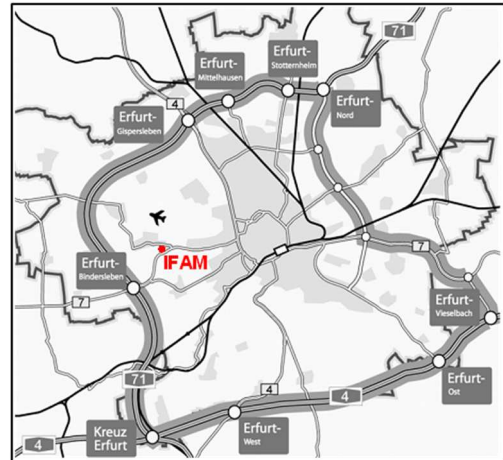 71
Erfurt-
Stotternheim
Erfurt-
Mittelhausen
4
Erfurt-
Gispersleben
Erfurt-
Nord
IFAM
7
Erfurt-
Bindersleben
7
Erfurt-
Vieselbach
71
4
4
Erfurt-
Ost
Kreuz
Erfurt
4
Erfurt-
West